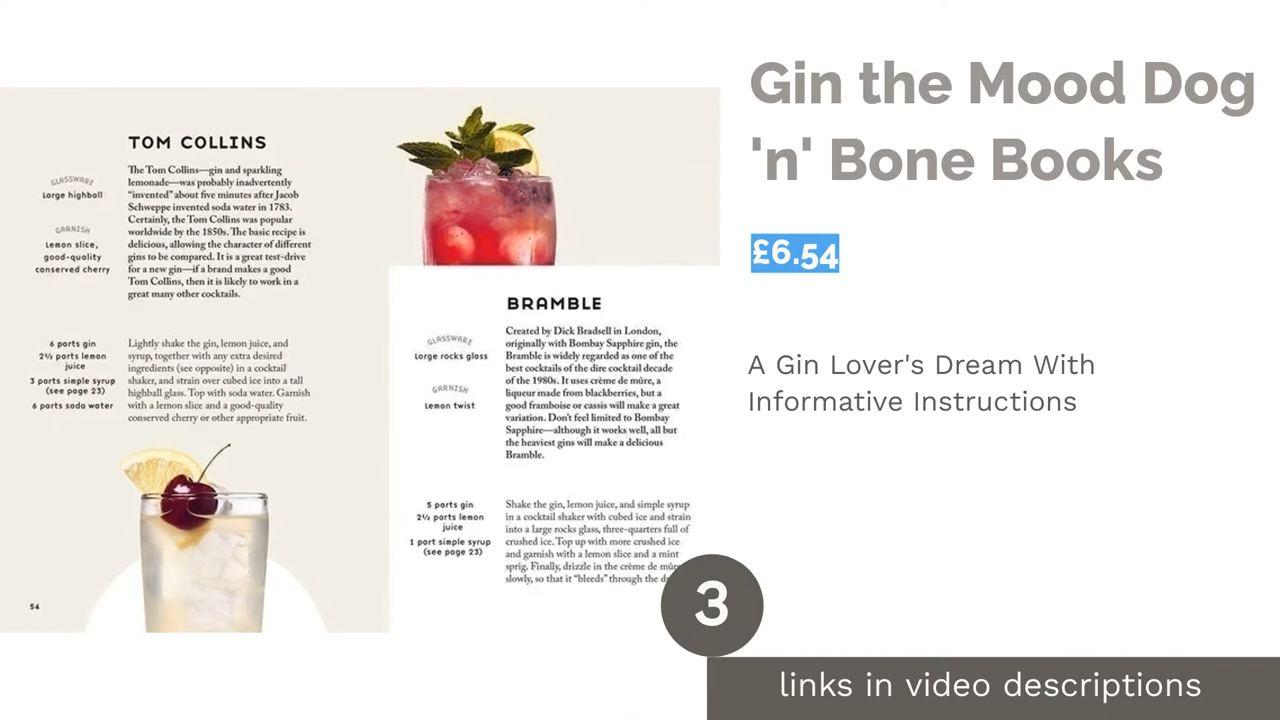 Gin the Mood Dog
'n' Bone Books
£6.54
A Gin Lover's Dream With
Informative Instructions
TOM COLLINS
GLASSWARE
Large highball
GARNISH
Lemon slice,
good-quality
conserved cherry
The Tom Collins—gin and sparkling
lemonade—was probably inadvertently
“invented” about five minutes after Jacob
Schweppe invented soda water in 1783.
Certainly, the Tom Collins was popular
worldwide by the 1850s. The basic recipe is
delicious, allowing the character of different
gins to be compared. It is a great test-drive
for a new gin—if a brand makes a good
Tom Collins, then it is likely to work in a
great many other cocktails.
6 parts gin
2½ parts lemon
juice
3 parts simple syrup
(see page 23)
6 parts soda water
Lightly shake the gin, lemon juice, and
syrup, together with any extra desired
ingredients (see opposite) in a cocktail
shaker, and strain over cubed ice into a tall
highball glass. Top with soda water. Garnish
with a lemon slice and a good-quality
conserved cherry or other appropriate fruit.
54
BRAMBLE
GLASSWARE
Large rocks glass
GARNISH
Lemon twist
Created by Dick Bradsell in London,
originally with Bombay Sapphire gin, the
Bramble is widely regarded as one of the
best cocktails of the dire cocktail decade
of the 1980s. It uses crème de mûre, a
liqueur made from blackberries, but a
good framboise or cassis will make a great
variation. Don't feel limited to Bombay
Sapphire—although it works well, all but
the heaviest gins will make a delicious
Bramble.
5 parts gin
2½ parts lemon
juice
1 part simple syrup
(see page 23)
Shake the gin, lemon juice, and simple syrup
in a cocktail shaker with cubed ice and strain
into a large rocks glass, three-quarters full of
crushed ice. Top up with more crushed ice
and garnish with a lemon slice and a mint
sprig. Finally, drizzle in the crème de mûre
slowly, so that it “bleeds” through the
3
links in video descriptions